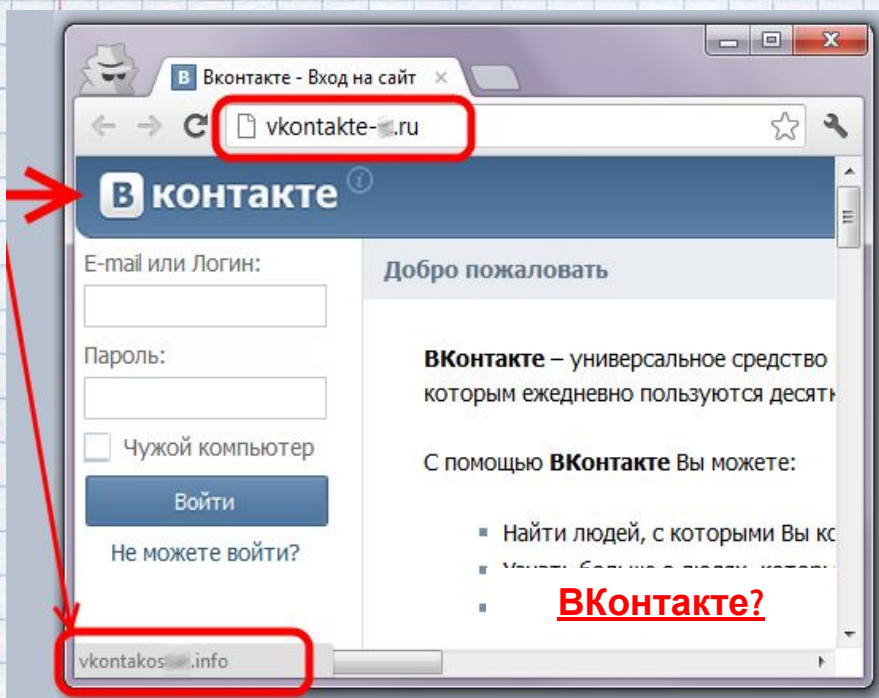 Вконтакте - Вход на сайт
vkontakte- .ru
В контакте
E-mail или Логин:
Пароль:
Чужой компьютер
Войти
Не можете войти?
Добро пожаловать
ВКонтакте – универсальное средство
которым ежедневно пользуются десятк
С помощью ВКонтакте Вы можете:
Найти людей, с которыми Вы кс
ВКонтакте?
vkontakos .info